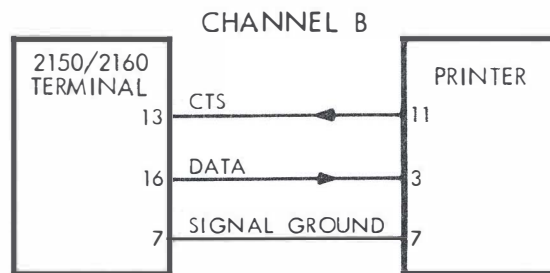 CHANNEL B
2150/2160
TERMINAL
PRINTER
13 CTS 11
16 DATA 3
7 SIGNAL GROUND 7